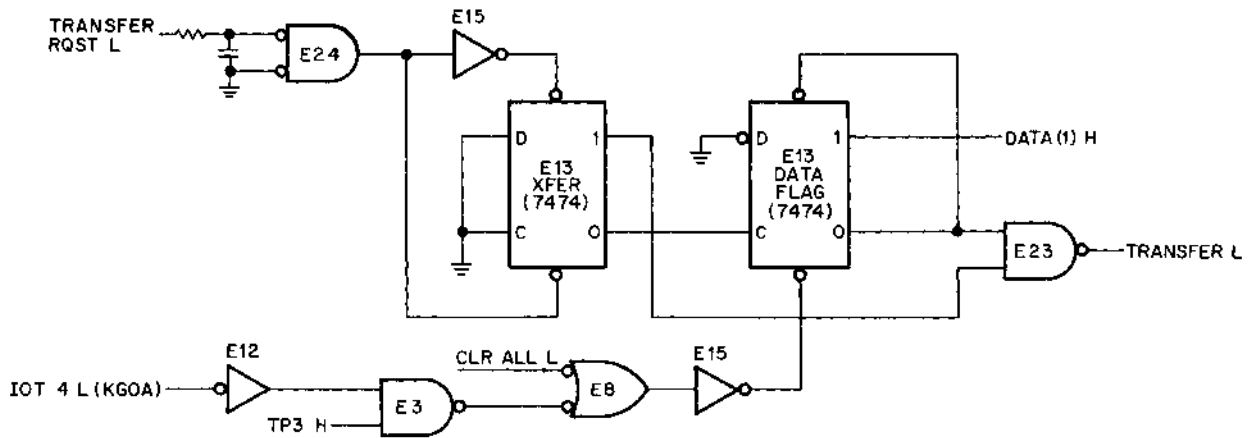 TRANSFER
RQST L
E24
E15
D
1
E13
XFER
(7474)
C
0
D
1
E13
DATA
FLAG
(7474)
C
0
DATA (1) H
E23
TRANSFER L
IOT 4 L (KGOA)
E12
TP3 H
E3
CLR ALL L
E8
E15